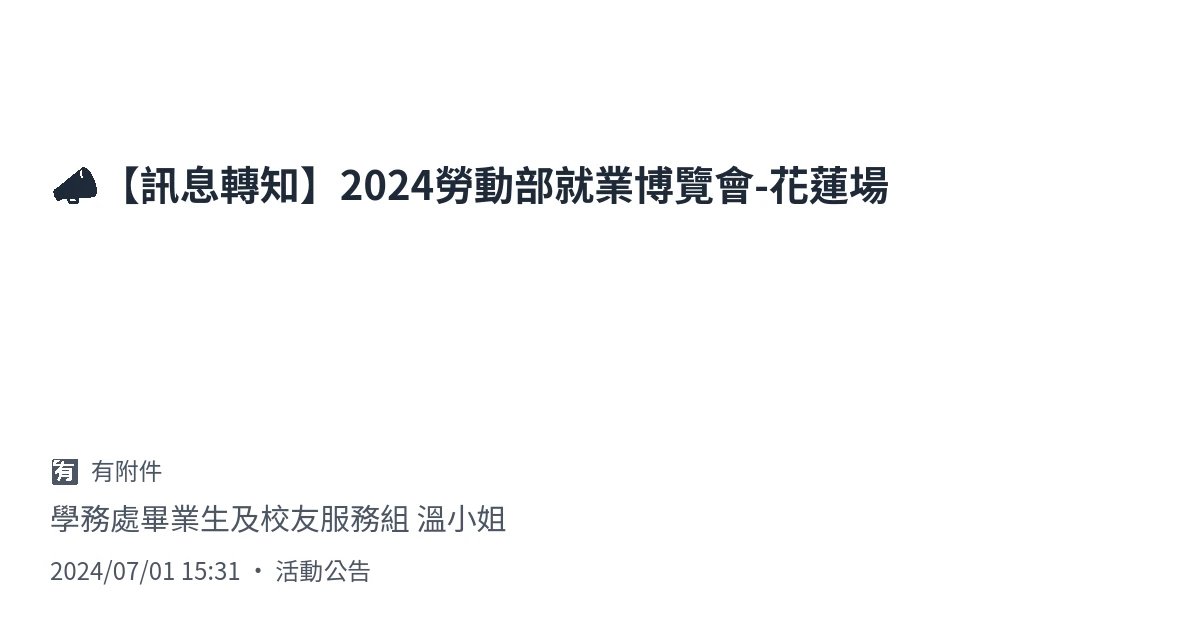 📣【訊息轉知】2024勞動部就業博覽會-花蓮場
🈶 有附件
學務處畢業生及校友服務組 溫小姐
2024/07/01 15:31 • 活動公告